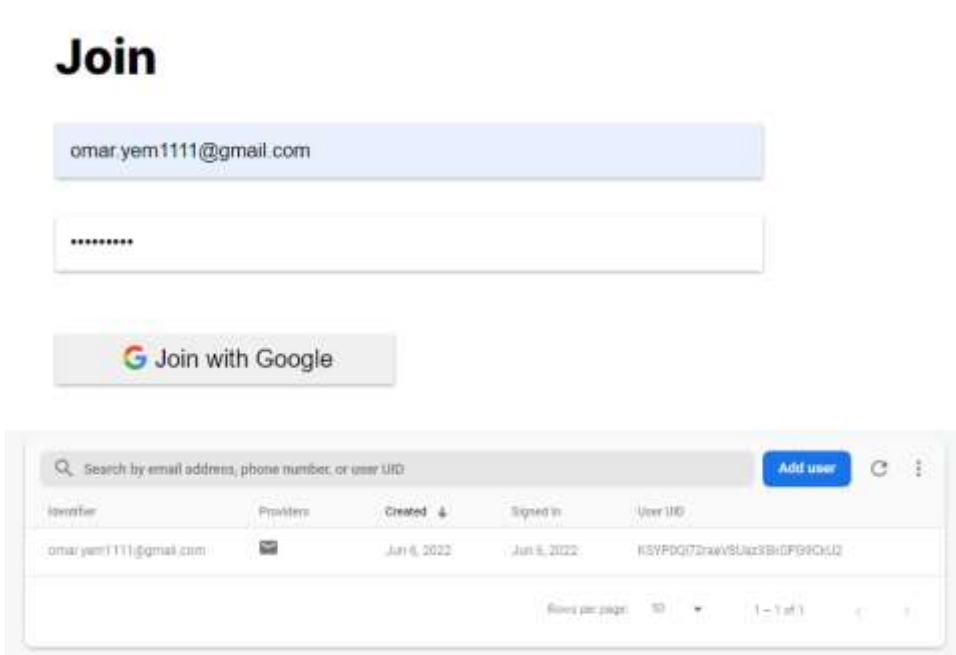 Join
omar.yem1111@gmail.com
•••••••••
G Join with Google
Search by email address, phone number, or user UID
Add user
Identifier Providers Created ↓ Signed In User UID
omar.yem1111@gmail.com Jun 6, 2022 Jun 6, 2022
Rows per page: 50 1 – 1 of 1